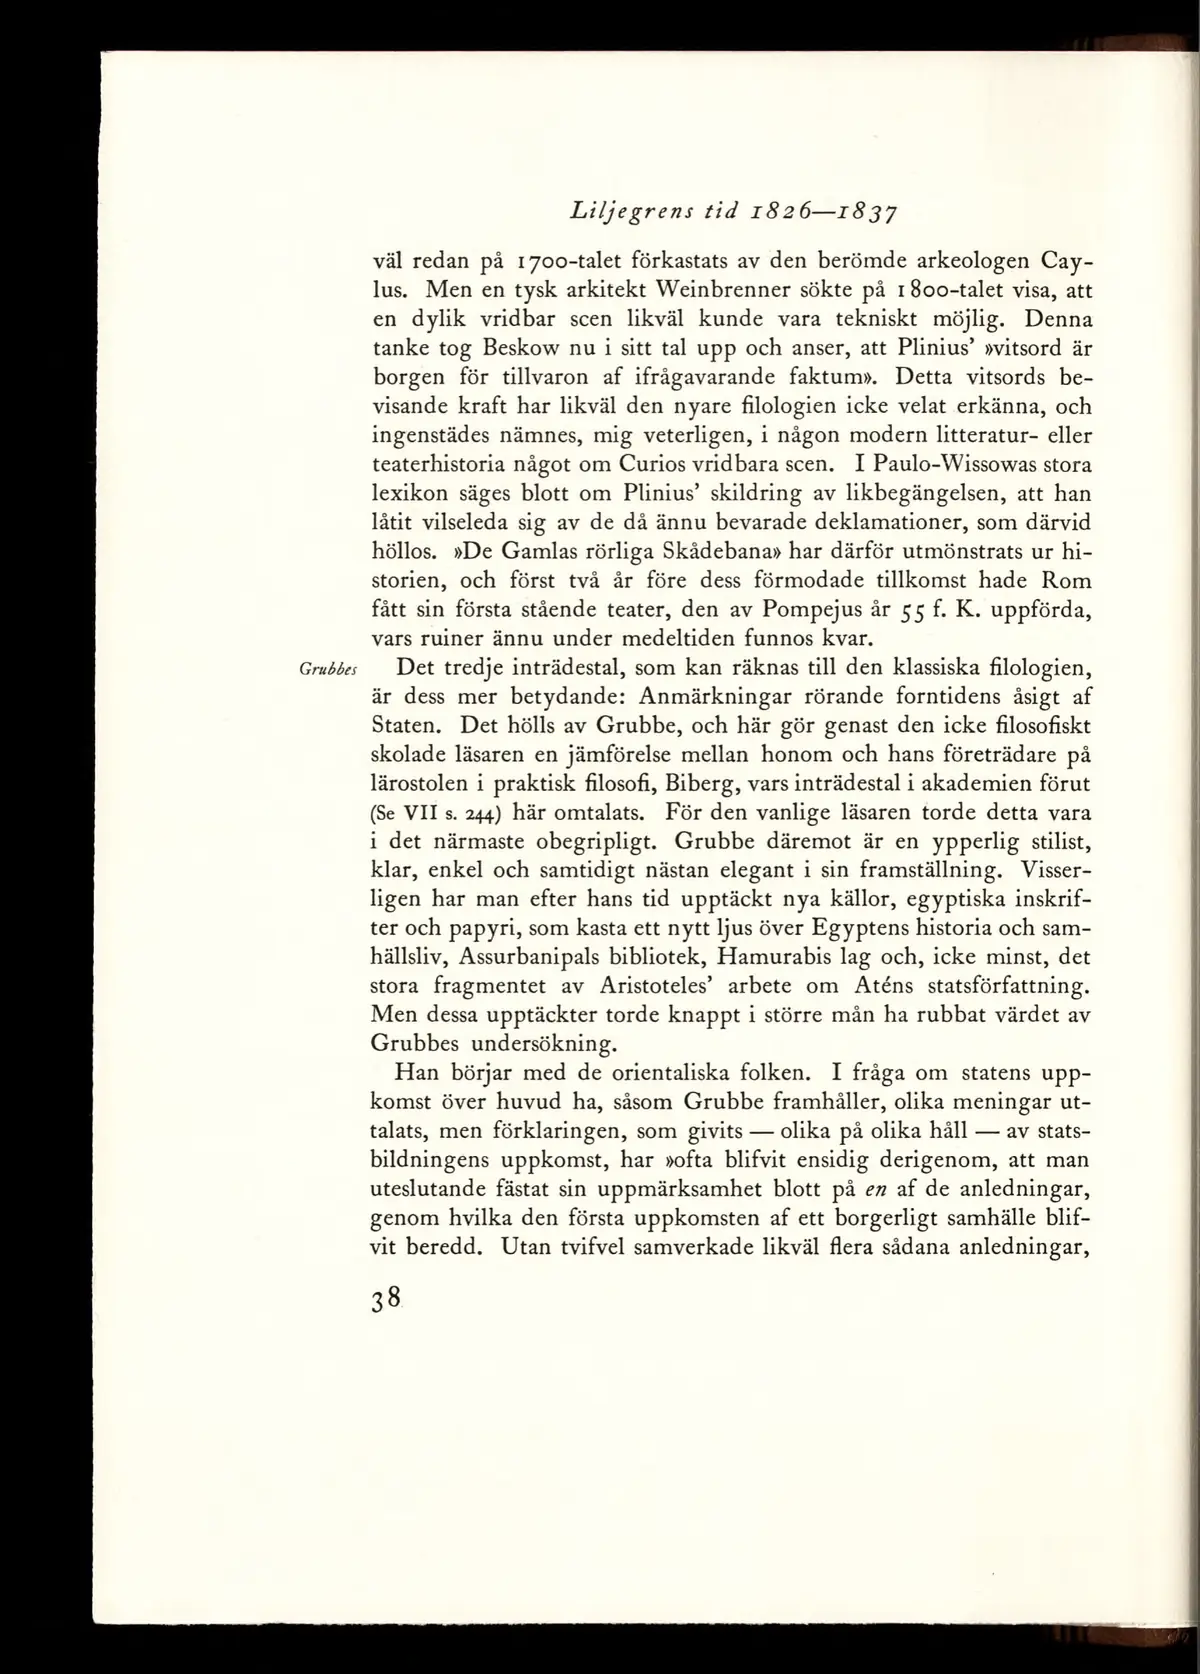 Liljegrens tid 1826—1837
väl redan på 1700-talet förkastats av den berömde arkeologen Cay-
lus. Men en tysk arkitekt Weinbrenner sökte på 1800-talet visa, att
en dylik vridbar scen likväl kunde vara tekniskt möjlig. Denna
tanke tog Beskow nu i sitt tal upp och anser, att Plinius’ »vitsord är
borgen för tillvaron af ifrågavarande faktum». Detta vitsords be-
visande kraft har likväl den nyare filologien icke velat erkänna, och
ingenstädes nämnes, mig veterligen, i någon modern litteratur- eller
teaterhistoria något om Curios vridbara scen. I Paulo-Wissowas stora
lexikon säges blott om Plinius’ skildring av likbegängelsen, att han
låtit vilseleda sig av de då ännu bevarade deklamationer, som därvid
höllos. »De Gamlas rörliga Skådebana» har därför utmönstrats ur hi-
storien, och först två år före dess förmodade tillkomst hade Rom
fått sin första stående teater, den av Pompejus år 55 f. K. uppförda,
vars ruiner ännu under medeltiden funnos kvar.
Grubbes Det tredje inträdestal, som kan räknas till den klassiska filologien,
är dess mer betydande: Anmärkningar rörande forntidens åsigt af
Staten. Det hölls av Grubbe, och här gör genast den icke filosofiskt
skolade läsaren en jämförelse mellan honom och hans företrädare på
lärostolen i praktisk filosofi, Biberg, vars inträdestal i akademien förut
(Se VII s. 244) här omtalats. För den vanlige läsaren torde detta vara
i det närmaste obegripligt. Grubbe däremot är en ypperlig stilist,
klar, enkel och samtidigt nästan elegant i sin framställning. Visser-
ligen har man efter hans tid upptäckt nya källor, egyptiska inskrif-
ter och papyri, som kasta ett nytt ljus över Egyptens historia och sam-
hällsliv, Assurbanipals bibliotek, Hamurabis lag och, icke minst, det
stora fragmentet av Aristoteles’ arbete om Aténs statsförfattning.
Men dessa upptäckter torde knappt i större mån ha rubbat värdet av
Grubbes undersökning.
Han börjar med de orientaliska folken. I fråga om statens upp-
komst över huvud ha, såsom Grubbe framhåller, olika meningar ut-
talats, men förklaringen, som givits — olika på olika håll — av stats-
bildningens uppkomst, har »ofta blifvit ensidig derigenom, att man
uteslutande fästat sin uppmärksamhet blott på en af de anledningar,
genom hvilka den första uppkomsten af ett borgerligt samhälle blif-
vit beredd. Utan tvifvel samverkade likväl flera sådana anledningar,
38